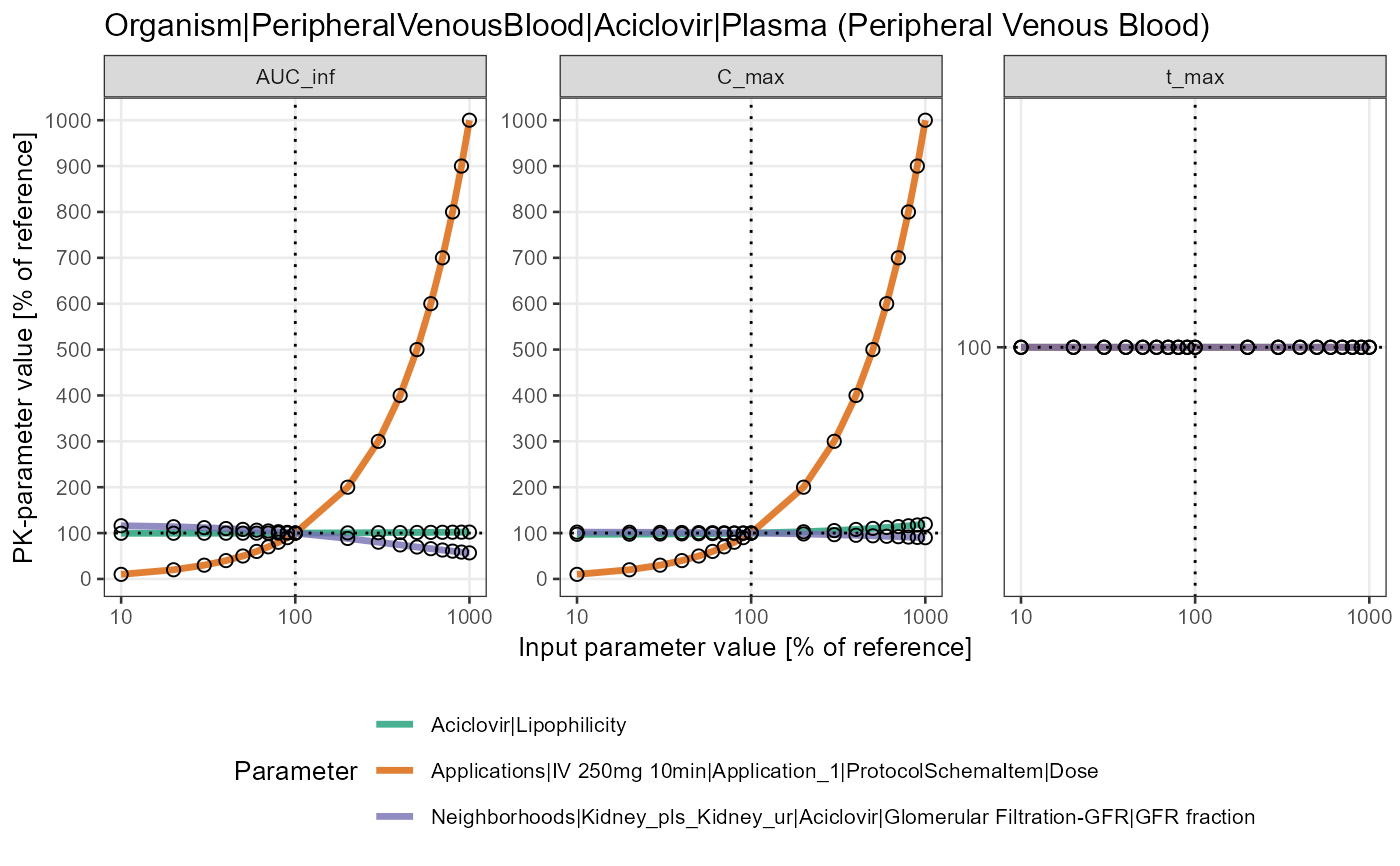 Organism|PeripheralVenousBlood|Aciclovir|Plasma (Peripheral Venous Blood)
AUC_inf
C_max
t_max
PK-parameter value [% of reference]
1000
900
800
700
600
500
400
300
200
100
0
1000
900
800
700
600
500
400
300
200
100
0
100
10 100 1000
10 100 1000
10 100 1000
Input parameter value [% of reference]
Parameter
Aciclovir|Lipophilicity
Applications|IV 250mg 10min|Application_1|ProtocolSchemaItem|Dose
Neighborhoods|Kidney_pls_Kidney_ur|Aciclovir|Glomerular Filtration-GFR|GFR fraction